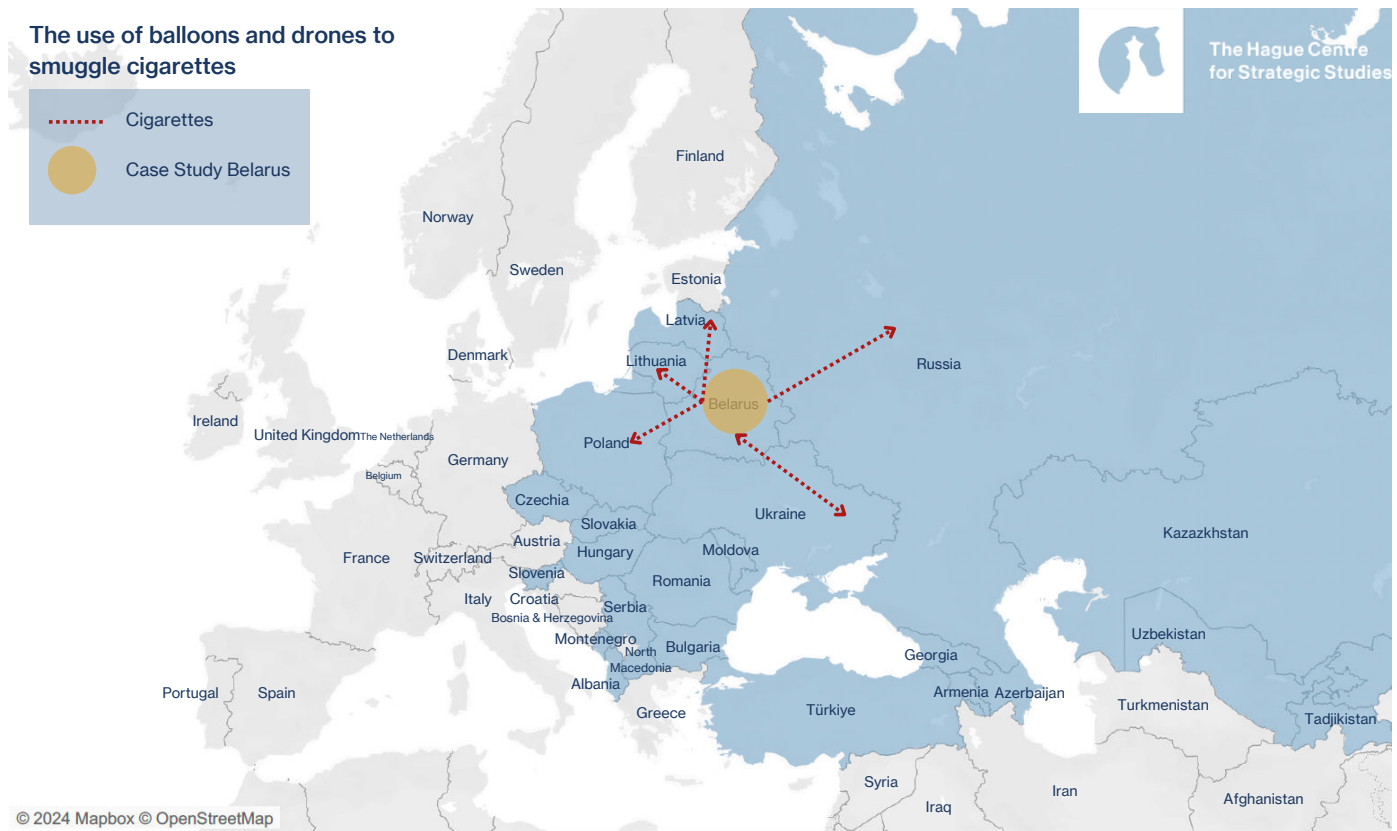 The use of balloons and drones to
smuggle cigarettes
Cigarettes
Case Study Belarus
The Hague Centre
for Strategic Studies
Finland
Norway
Sweden
Estonia
Latvia
Denmark
Lithuania
Russia
Belarus
Ireland
United Kingdom
The Netherlands
Poland
Germany
Belgium
Czechia
Ukraine
Slovakia
Kazakhstan
Austria
Hungary
Moldova
France
Switzerland
Slovenia
Romania
Italy
Croatia
Serbia
Bosnia & Herzegovina
Uzbekistan
Montenegro
Bulgaria
North
Macedonia
Georgia
Albania
Portugal
Spain
Armenia
Azerbaijan
Greece
Türkiye
Turkmenistan
Tadjikistan
Syria
Iran
Iraq
Afghanistan
© 2024 Mapbox © OpenStreetMap